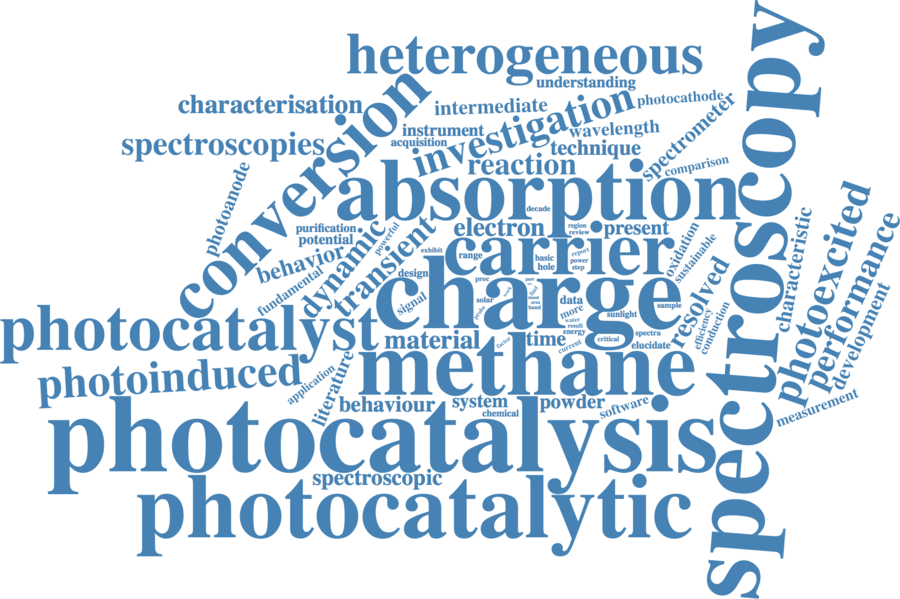 heterogeneous
understanding
characterisation
intermediate
photocathode
spectroscopies
conversion
instrument
acquisition
investigation
wavelength
technique
spectrometer
comparison
spectroscopy
reaction
photoanode
absorption
decade
purification
potential
powerful
electron
region
review
present
oxidation
sustainable
characteristic
photoexcited
performance
development
measurement
behavior
fundamental
dynamic
transient
exhibit
range
carrier
basic
hole
report
power
step
design
signal
proc
solar
charge
data
more
water
result
energy
sunlight
sample
resolved
efficiency
conduction
photocatalyst
material
time
current
critical
spectra
elucidate
photoinduced
application
literature
methane
behaviour
system
chemical
powder
software
photocatalysis
spectroscopic
photocatalytic